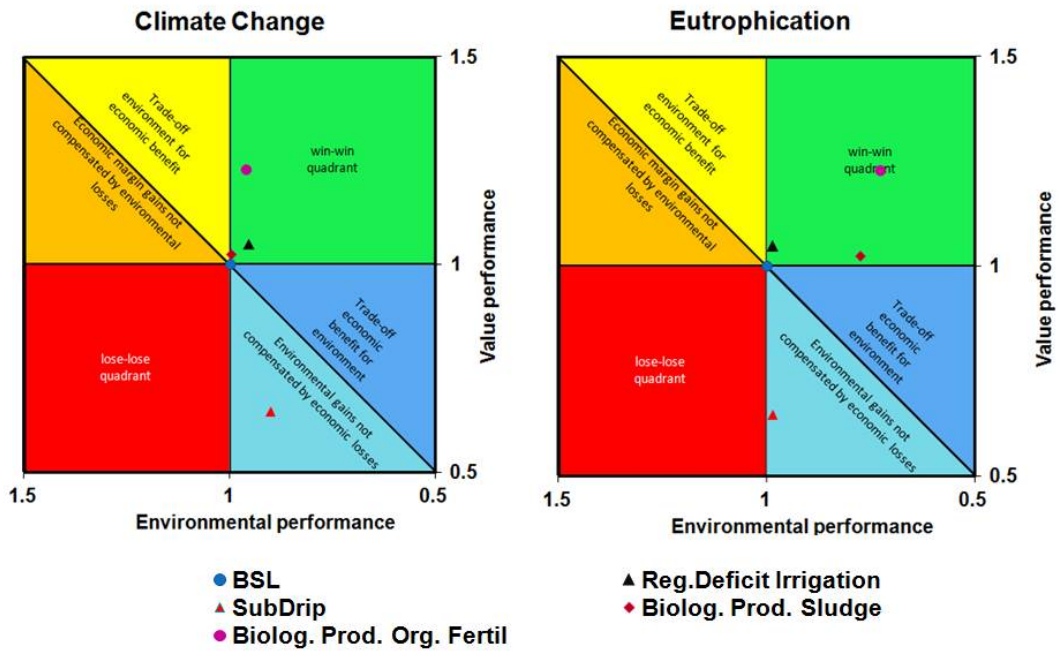 Climate Change
1.5
Trade-off
environment for
economic benefit
Economic margin gains not
compensated by environmental
losses
win-win
quadrant
1
Value performance
lose-lose
quadrant
Trade-off
economic
benefit for
environment
Environmental gains not
compensated by economic losses
0.5
1.5
1
0.5
Environmental performance
Eutrophication
1.5
Trade-off
environment for
economic benefit
Economic margin gains not
compensated by environmental
losses
win-win
quadrant
1
Value performance
lose-lose
quadrant
Trade-off
economic
benefit for
environment
Environmental gains not
compensated by economic losses
0.5
1.5
1
0.5
Environmental performance
BSL
SubDrip
Biolog. Prod. Org. Fertil
Reg.Deficit Irrigation
Biolog. Prod. Sludge